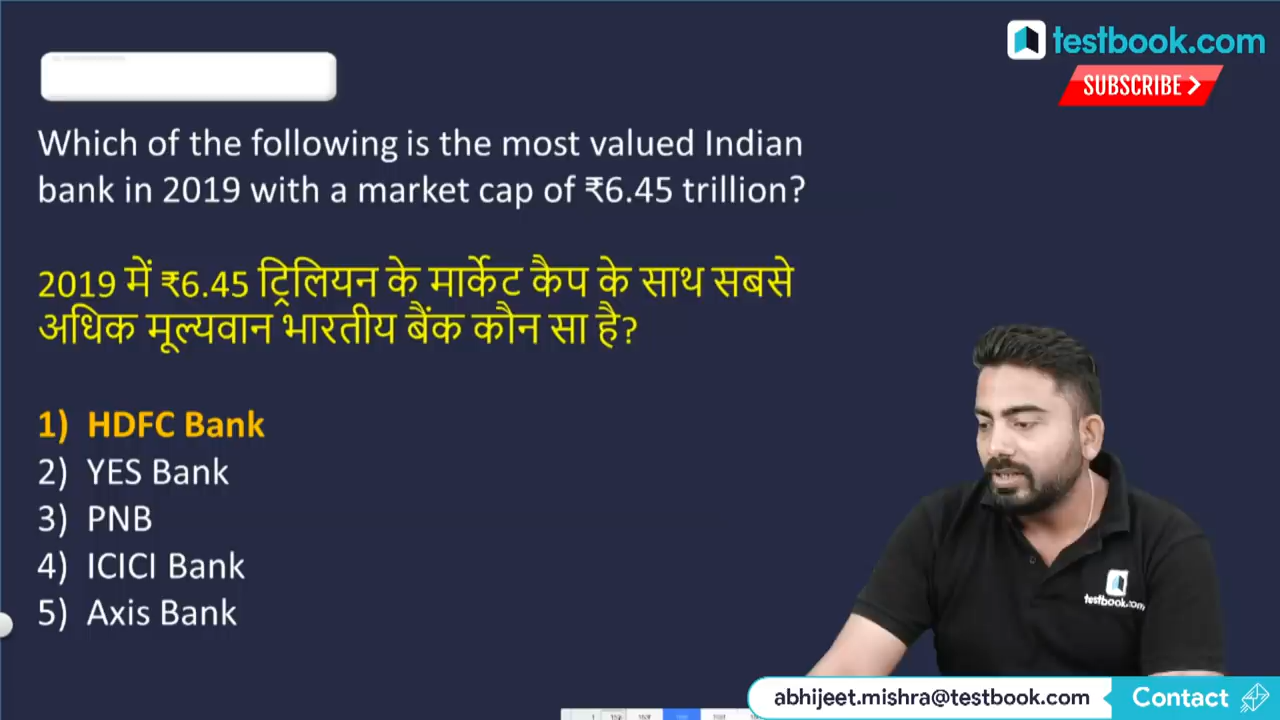 testbook.com
SUBSCRIBE
Which of the following is the most valued Indian
bank in 2019 with a market cap of ₹6.45 trillion?
2019 में ₹6.45 ट्रिलियन के मार्केट कैप के साथ सबसे
अधिक मूल्यवान भारतीय बैंक कौन सा है?
1) HDFC Bank
2) YES Bank
3) PNB
4) ICICI Bank
5) Axis Bank
testbook.com
abhijeet.mishra@testbook.com Contact